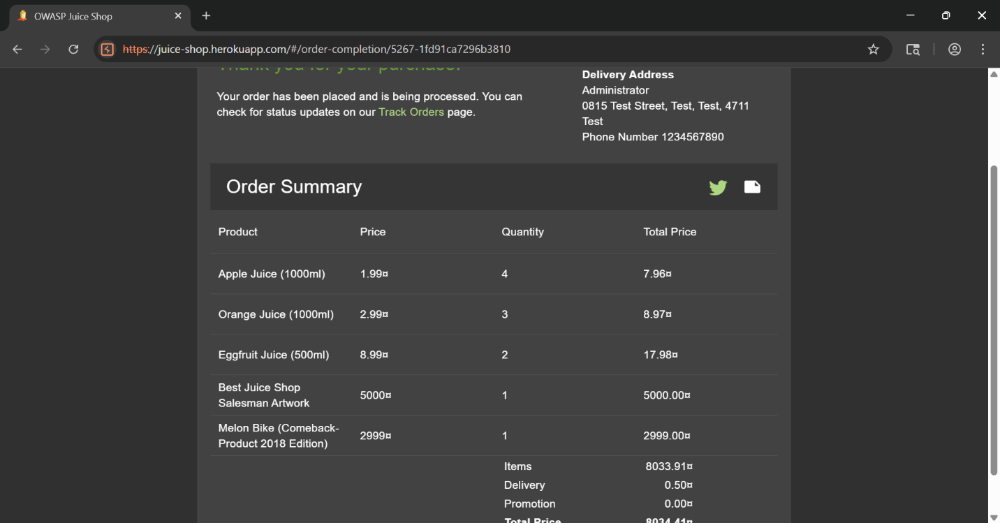 OWASP Juice Shop
https://juice-shop.herokuapp.com/#/order-completion/5267-1fd91ca7296b3810
Thank you for your purchase!
Your order has been placed and is being processed. You can
check for status updates on our Track Orders page.
Delivery Address
Administrator
0815 Test Street, Test, Test, 4711
Test
Phone Number 1234567890
Order Summary
Product Price Quantity Total Price
Apple Juice (1000ml) 1.99¤ 4 7.96¤
Orange Juice (1000ml) 2.99¤ 3 8.97¤
Eggfruit Juice (500ml) 8.99¤ 2 17.98¤
Best Juice Shop
Salesman Artwork 5000¤ 1 5000.00¤
Melon Bike (Comeback-
Product 2018 Edition) 2999¤ 1 2999.00¤
Items 8033.91¤
Delivery 0.50¤
Promotion 0.00¤
Total Price 8034.41¤